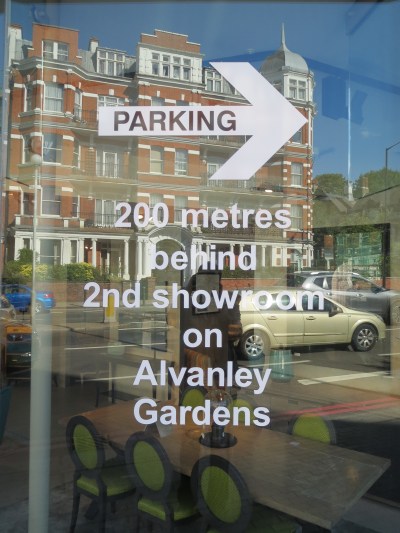 PARKING
200 metres
behind
2nd showroom
on
Alvanley
Gardens